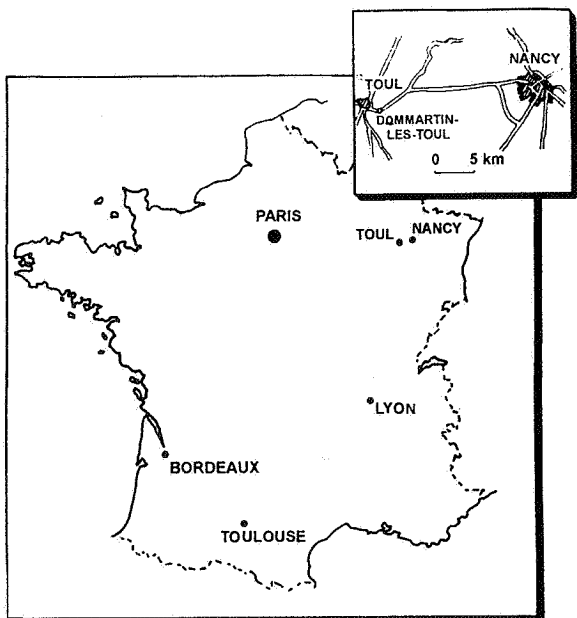 NANCY
TOUL
DOMMARTIN-
LES-TOUL
0 5 km
PARIS
TOUL NANCY
LYON
BORDEAUX
TOULOUSE